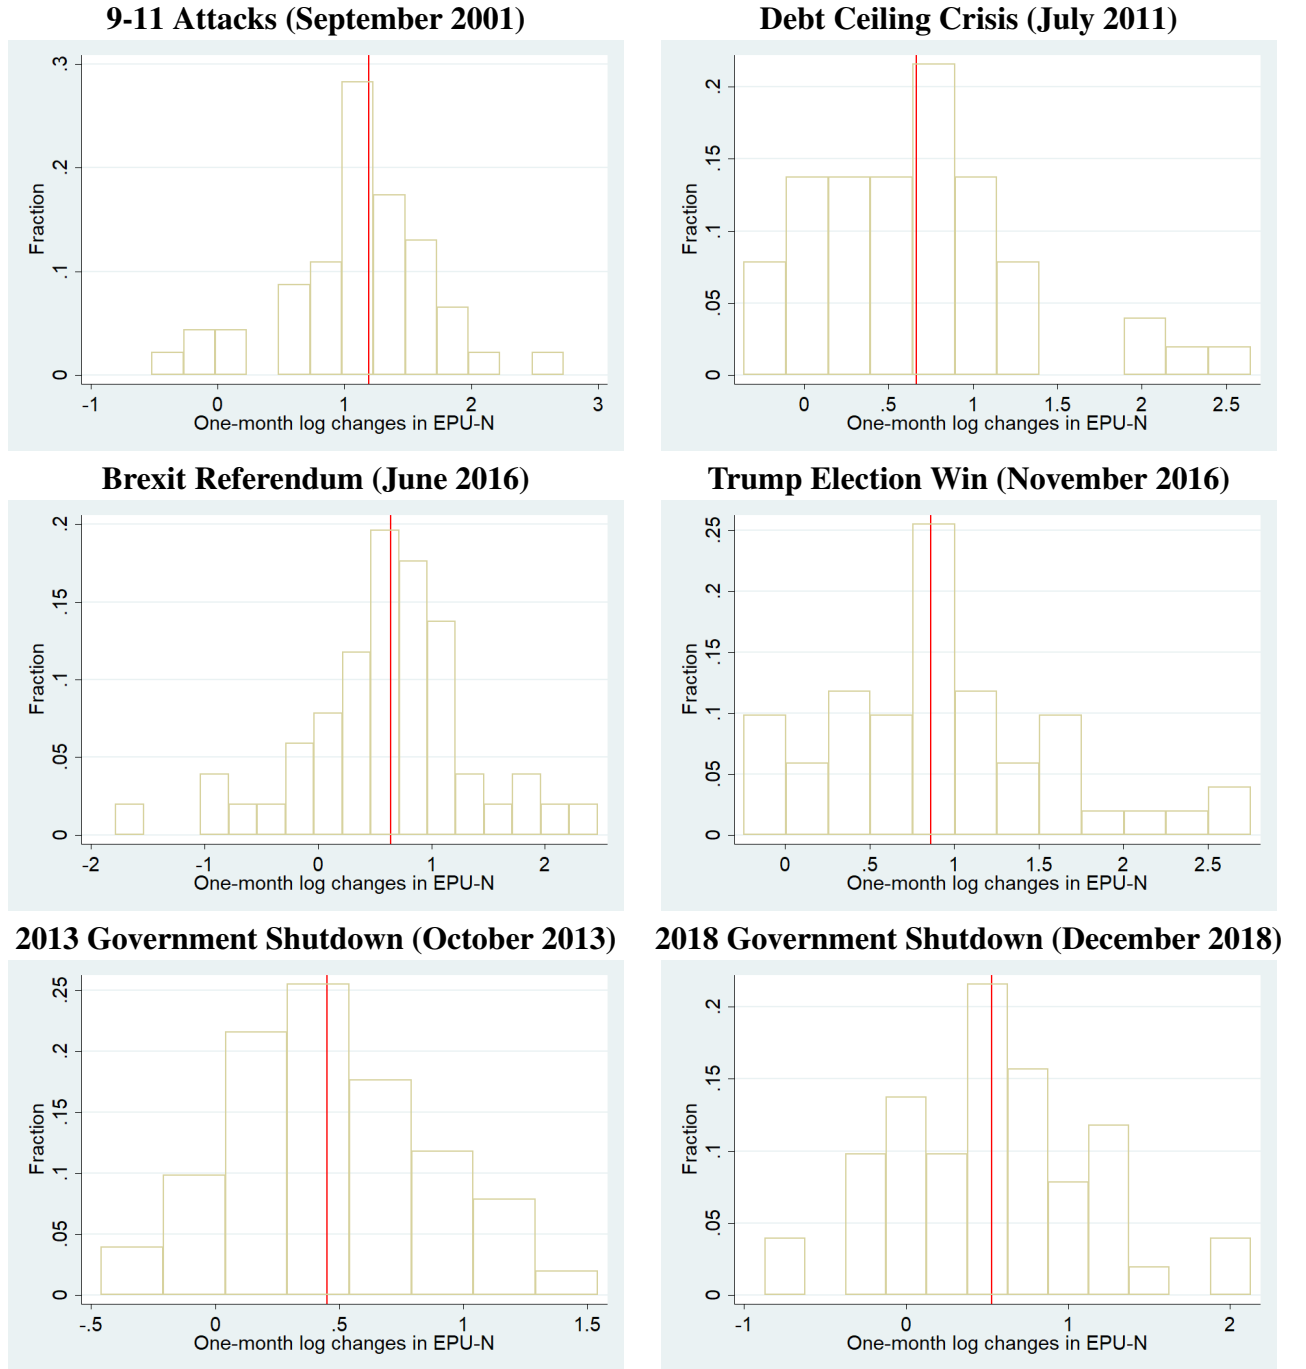 9-11 Attacks (September 2001)
Debt Ceiling Crisis (July 2011)
Fraction
0 .1 .2 .3
-1 0 1 2 3
One-month log changes in EPU-N
Fraction
0 .05 .1 .15 .2
0 .5 1 1.5 2 2.5
One-month log changes in EPU-N
Brexit Referendum (June 2016)
Trump Election Win (November 2016)
Fraction
0 .05 .1 .15 .2
-2 -1 0 1 2
One-month log changes in EPU-N
Fraction
0 .05 .1 .15 .2 .25
0 .5 1 1.5 2 2.5
One-month log changes in EPU-N
2013 Government Shutdown (October 2013)
2018 Government Shutdown (December 2018)
Fraction
0 .05 .1 .15 .2 .25
-.5 0 .5 1 1.5
One-month log changes in EPU-N
Fraction
0 .05 .1 .15 .2
-1 0 1 2
One-month log changes in EPU-N